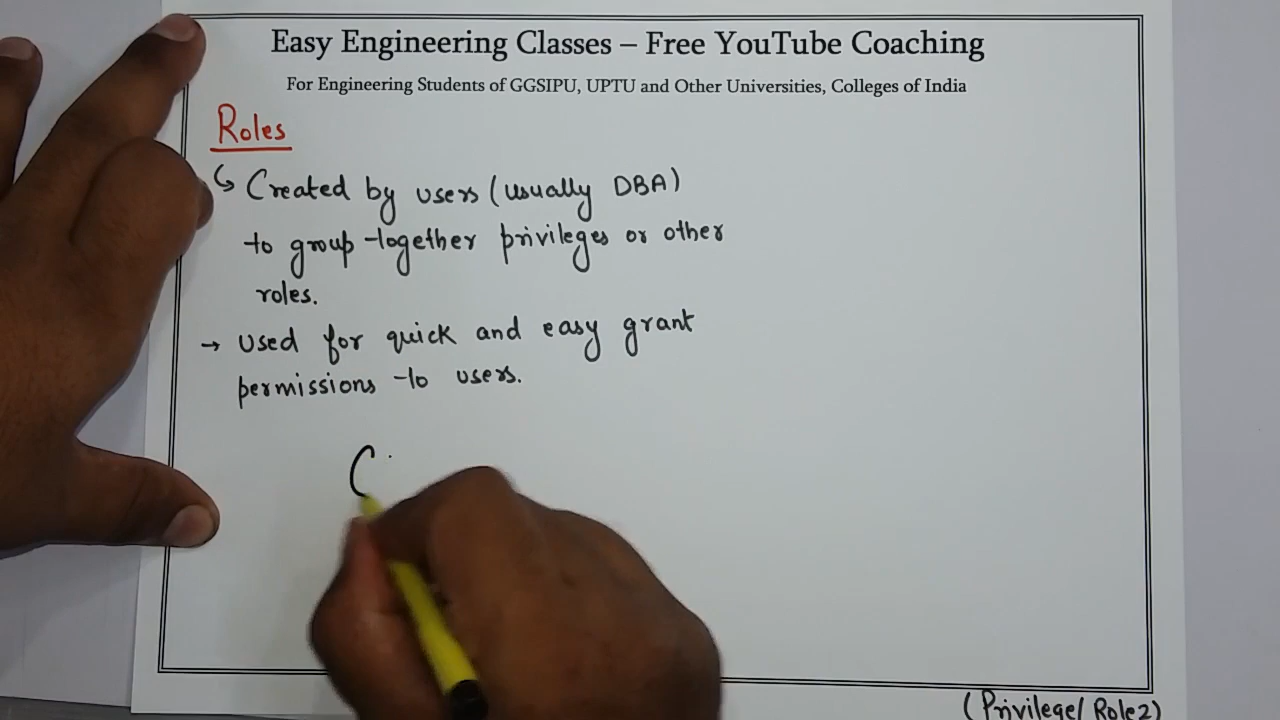 Easy Engineering Classes – Free YouTube Coaching
For Engineering Students of GGSIPU, UPTU and Other Universities, Colleges of India
Roles
↳ Created by users (usually DBA)
to group together privileges or other
roles.
→ used for quick and easy grant
permissions to users.
C
(Privilege/ Role2)